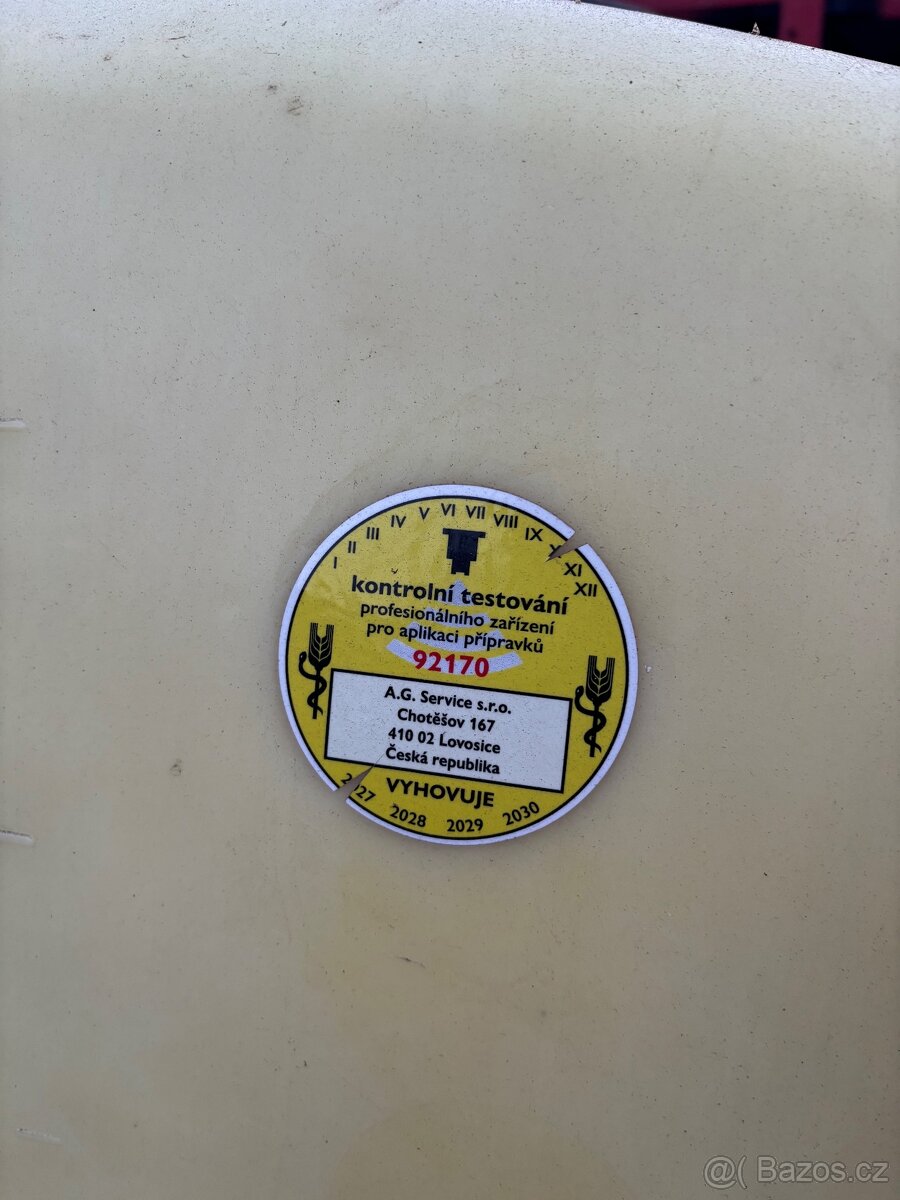 I II III IV V VI VII VIII IX X XI XII
kontrolní testování
profesionálního zařízení
pro aplikaci přípravků
92170
A.G. Service s.r.o.
Chotěšov 167
410 02 Lovosice
Česká republika
VYHOVUJE
2027 2028 2029 2030
@( Bazos.cz